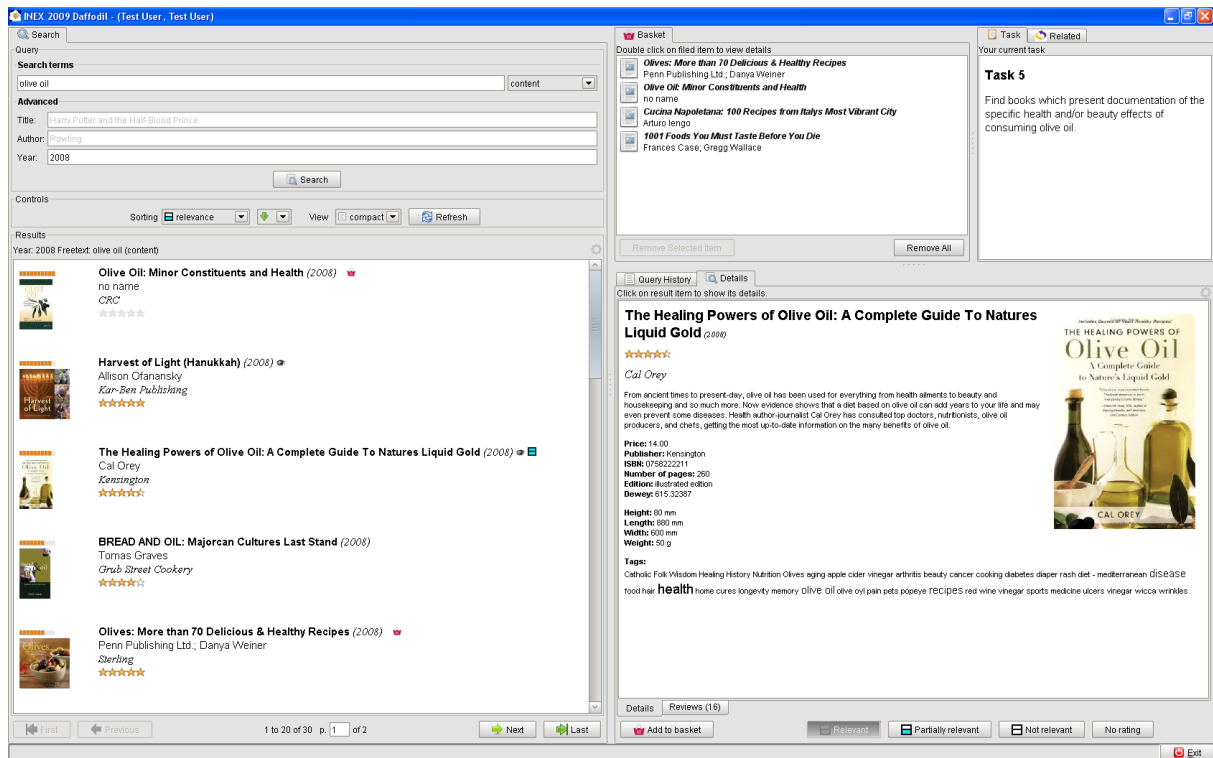 INEX 2009 Daffodil - (Test User, Test User)
Search
Query
Search terms
olive oil
content
Advanced
Title:
Harry Potter and the Half-Blood Prince
Author:
Rowling
Year:
2008
Search
Controls
Sorting
relevance
View
compact
Refresh
Results
Year: 2008 Freetext: olive oil (content)
Olive Oil: Minor Constituents and Health (2008)
no name
CRC
Harvest of Light (Hanukkah) (2008)
Allison Ofanansky
Kar-Ben Publishing
Harvest
of Light
The Healing Powers of Olive Oil: A Complete Guide To Natures Liquid Gold (2008)
Cal Orey
Kensington
BREAD AND OIL: Majorcan Cultures Last Stand (2008)
Tomas Graves
Grub Street Cookery
Olives: More than 70 Delicious & Healthy Recipes (2008)
Penn Publishing Ltd.; Danya Weiner
Sterling
First
Previous
1 to 20 of 30 p. 1 of 2
Next
Last
Basket
Double click on filed item to view details
Olives: More than 70 Delicious & Healthy Recipes
Penn Publishing Ltd.; Danya Weiner
Olive Oil: Minor Constituents and Health
no name
Cucina Napoletana: 100 Recipes from Italys Most Vibrant City
Arturo Iengo
1001 Foods You Must Taste Before You Die
Frances Case; Gregg Wallace
Remove Selected Item
Remove All
Task
Related
Your current task
Task 5
Find books which present documentation of the
specific health and/or beauty effects of
consuming olive oil.
Query History
Details
Click on result item to show its details.
The Healing Powers of Olive Oil: A Complete Guide To Natures
Liquid Gold (2008)
Cal Orey
From ancient times to present-day, olive oil has been used for everything from health ailments to beauty and
housekeeping and so much more. Now evidence shows that a diet based on olive oil can add years to your life and may
even prevent some diseases. Health author-journalist Cal Orey has consulted top doctors, nutritionists, olive oil
producers, and chefs, getting the most up-to-date information on the many benefits of olive oil.
Price: 14.00
Publisher: Kensington
ISBN: 0758222211
Number of pages: 260
Edition: illustrated edition
Dewey: 615.32387
Height: 80 mm
Length: 880 mm
Width: 600 mm
Weight: 50 g
Tags:
Catholic Folk Wisdom Healing History Nutrition Olives aging apple cider vinegar arthritis beauty cancer cooking diabetes diaper rash diet - mediterranean disease
food hair health home cures longevity memory olive oil olive oyl pain pets popeye recipes red wine vinegar sports medicine ulcers vinegar wicca wrinkles
THE HEALING POWERS OF
Olive Oil
A Complete Guide
to Nature's Liquid Gold
CAL OREY
Details
Reviews (16)
Add to basket
Relevant
Partially relevant
Not relevant
No rating
Exit